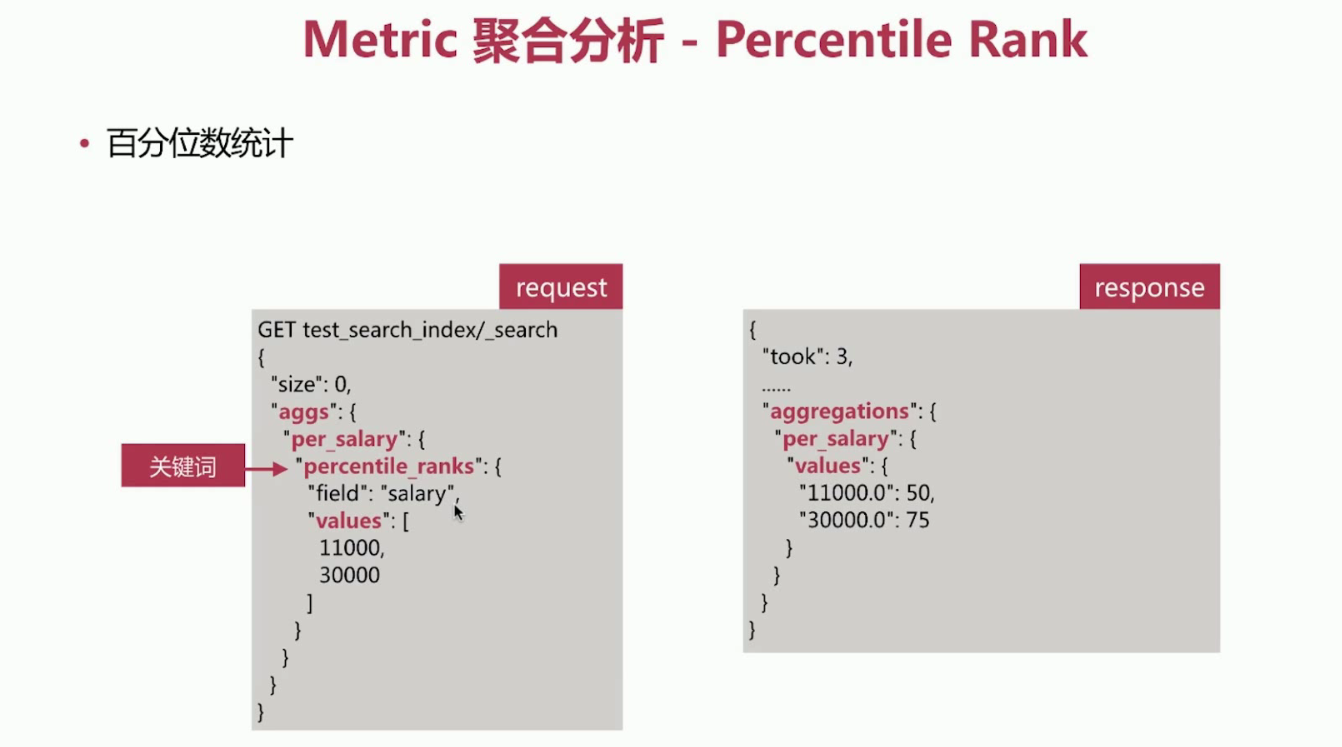 Metric 聚合分析 - Percentile Rank
• 百分位数统计
request
GET test_search_index/_search
{
"size": 0,
"aggs": {
"per_salary": {
关键词
"percentile_ranks": {
"field": "salary",
"values": [
11000,
30000
]
}
}
}
}
response
{
"took": 3,
......
"aggregations": {
"per_salary": {
"values": {
"11000.0": 50,
"30000.0": 75
}
}
}
}